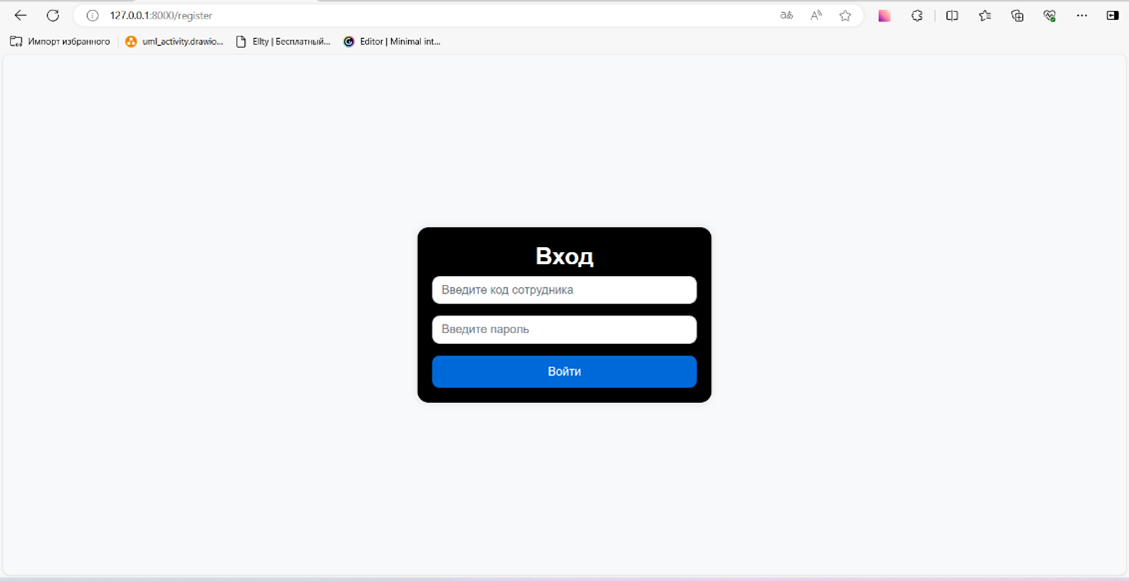 127.0.0.1:8000/register
Импорт избранного
uml_activity.drawio...
Ellty | Бесплатный...
Editor | Minimal int...
Вход
Введите код сотрудника
Введите пароль
Войти